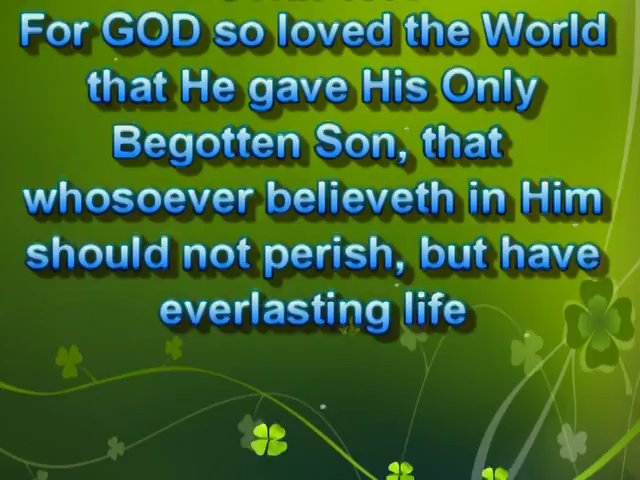 For GOD so loved the World
that He gave His Only
Begotten Son, that
whosoever believeth in Him
should not perish, but have
everlasting life